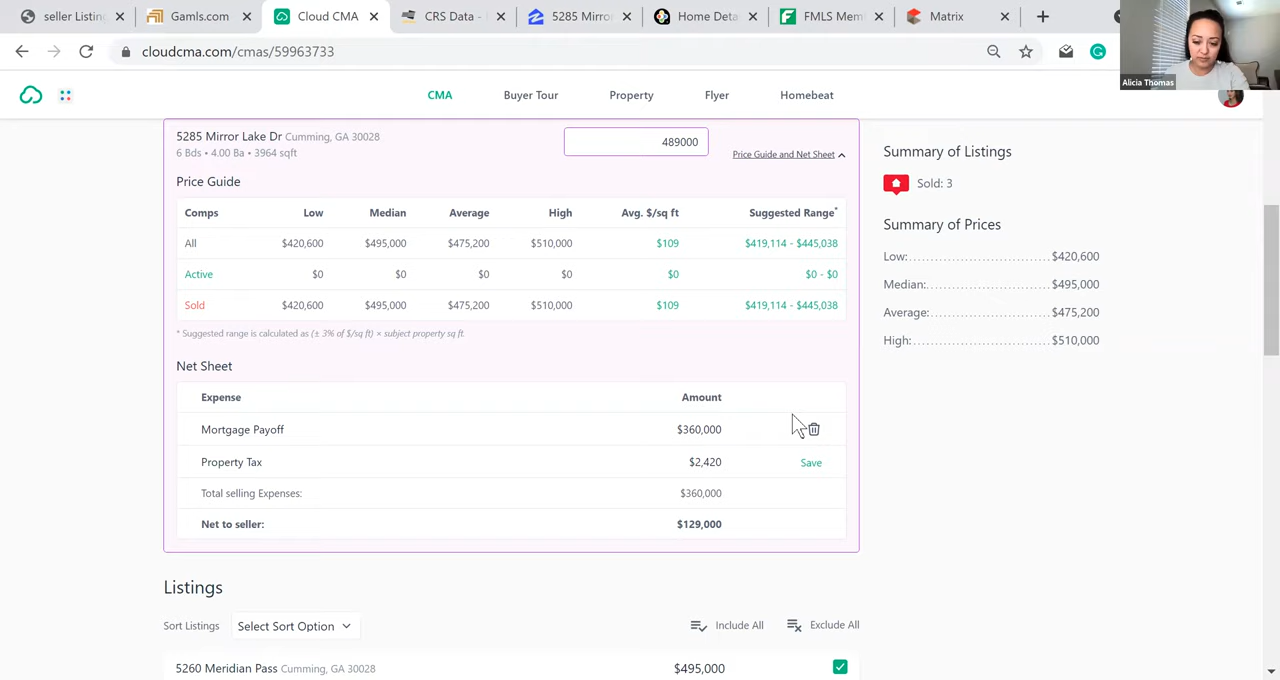 seller Listing
Gamls.com
Cloud CMA
CRS Data -
5285 Mirror
Home Deta
FMLS Mem
Matrix
cloudcma.com/cmas/59963733
Alicia Thomas
CMA
Buyer Tour
Property
Flyer
Homebeat
5285 Mirror Lake Dr Cumming, GA 30028
6 Bds • 4.00 Ba • 3964 sqft
489000
Price Guide and Net Sheet
Price Guide
Comps Low Median Average High Avg. $/sq ft Suggested Range*
All $420,600 $495,000 $475,200 $510,000 $109 $419,114 - $445,038
Active $0 $0 $0 $0 $0 $0 - $0
Sold $420,600 $495,000 $475,200 $510,000 $109 $419,114 - $445,038
* Suggested range is calculated as (± 3% of $/sq ft) × subject property sq ft.
Net Sheet
Expense Amount
Mortgage Payoff $360,000
Property Tax $2,420 Save
Total selling Expenses: $360,000
Net to seller: $129,000
Listings
Sort Listings Select Sort Option Include All Exclude All
5260 Meridian Pass Cumming, GA 30028 $495,000
Summary of Listings
Sold: 3
Summary of Prices
Low: $420,600
Median: $495,000
Average: $475,200
High: $510,000